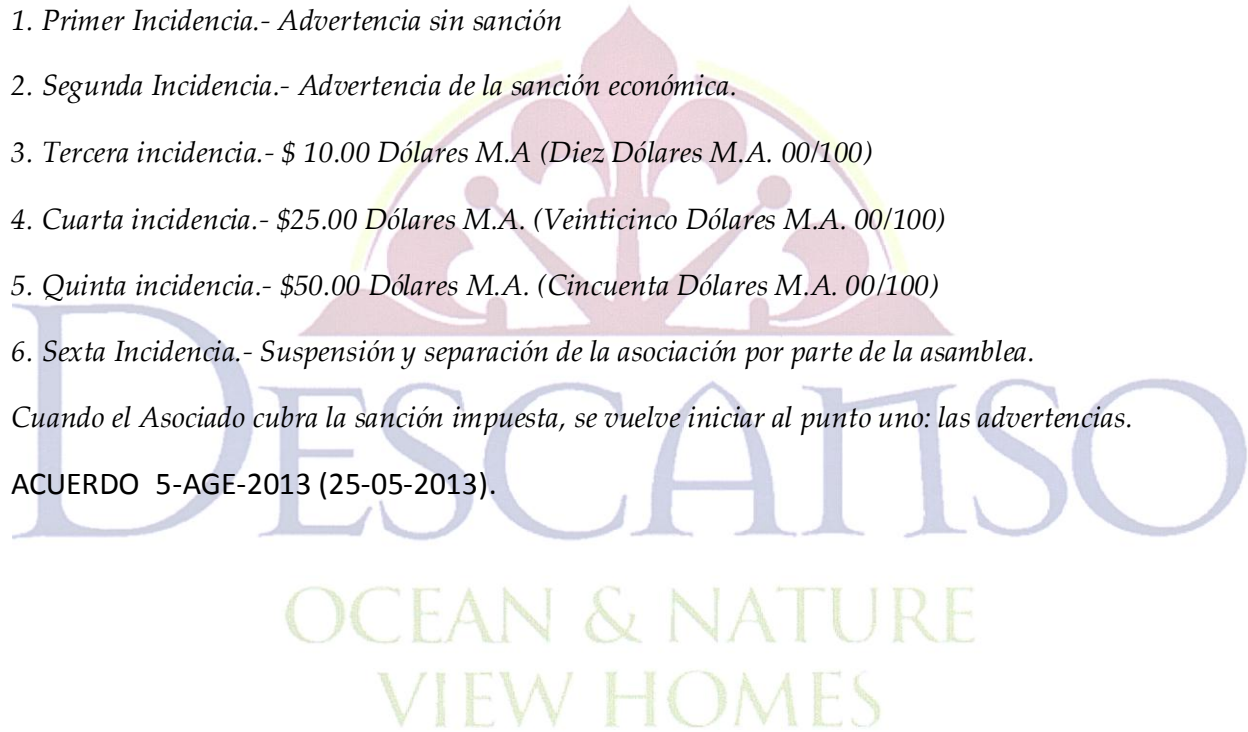 1. Primer Incidencia.- Advertencia sin sanción
2. Segunda Incidencia.- Advertencia de la sanción económica.
3. Tercera incidencia.- $ 10.00 Dólares M.A (Diez Dólares M.A. 00/100)
4. Cuarta incidencia.- $25.00 Dólares M.A. (Veinticinco Dólares M.A. 00/100)
5. Quinta incidencia.- $50.00 Dólares M.A. (Cincuenta Dólares M.A. 00/100)
6. Sexta Incidencia.- Suspensión y separación de la asociación por parte de la asamblea.
Cuando el Asociado cubra la sanción impuesta, se vuelve iniciar al punto uno: las advertencias.
ACUERDO 5-AGE-2013 (25-05-2013).
DESCANSO
OCEAN & NATURE
VIEW HOMES